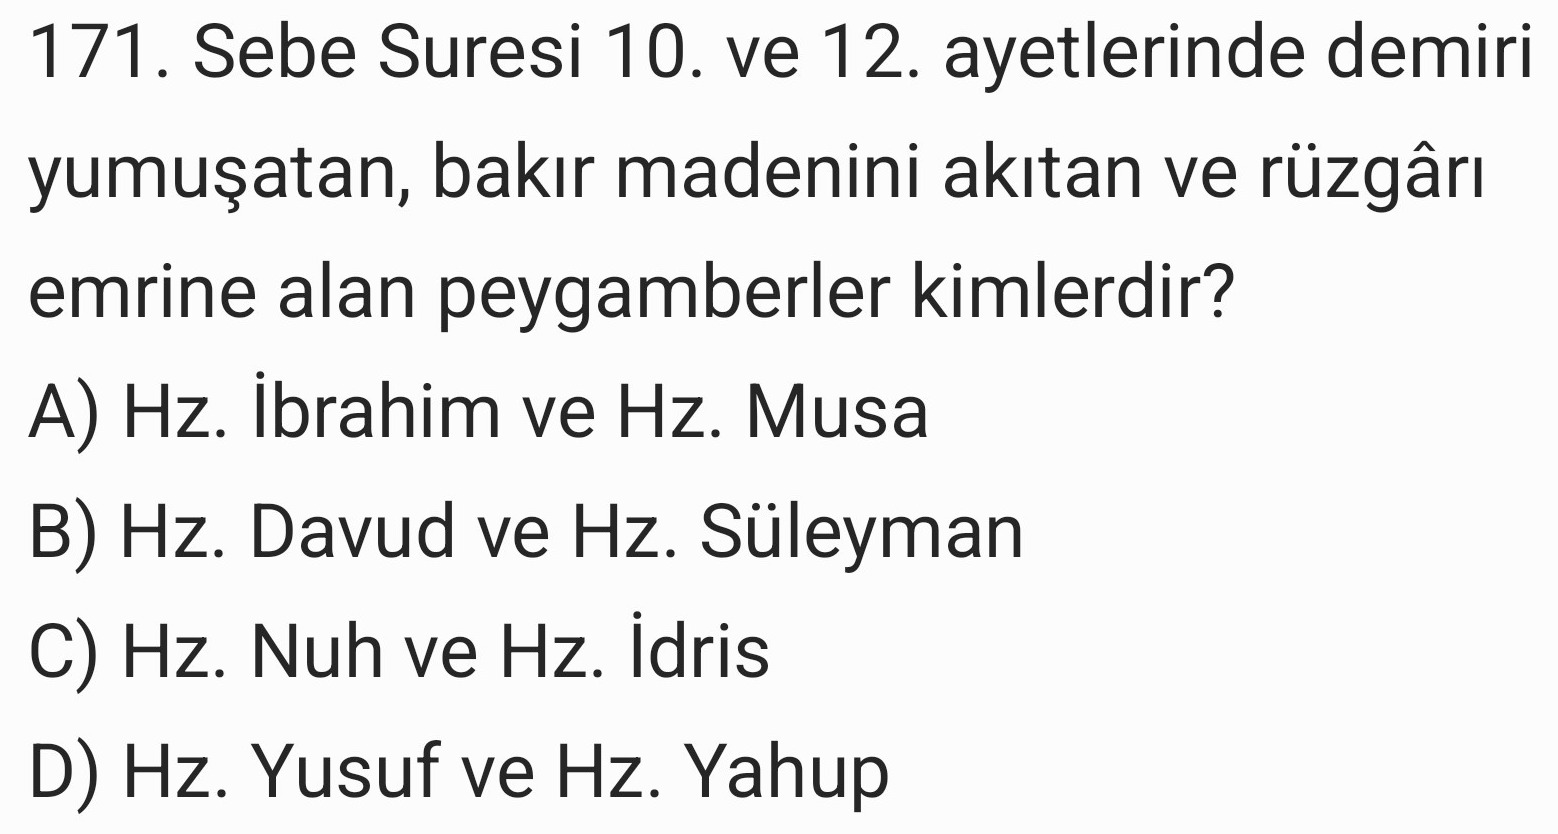 171. Sebe Suresi 10. ve 12. ayetlerinde demiri
yumuşatan, bakır madenini akıtan ve rüzgârı
emrine alan peygamberler kimlerdir?
A) Hz. İbrahim ve Hz. Musa
B) Hz. Davud ve Hz. Süleyman
C) Hz. Nuh ve Hz. İdris
D) Hz. Yusuf ve Hz. Yahup